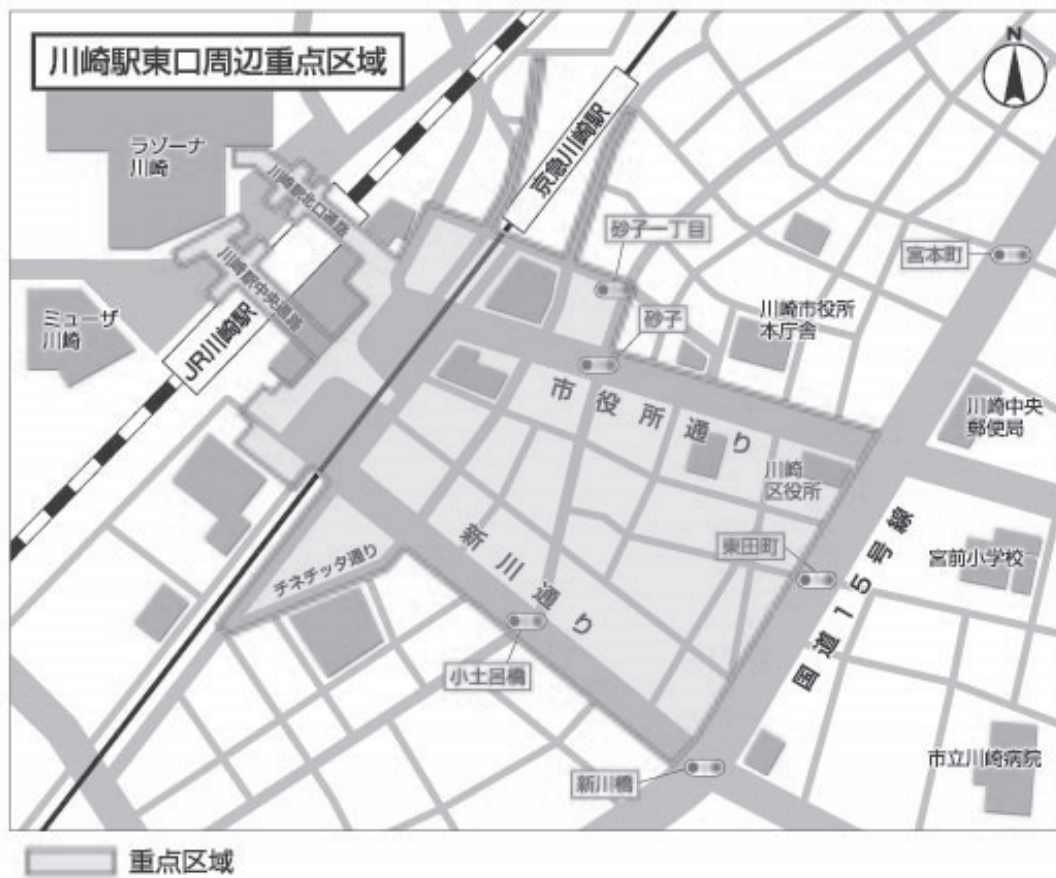 川崎駅東口周辺重点区域
N
ラゾーナ
川崎
川崎駅北口通路
京急川崎駅
砂子一丁目
宮本町
川崎駅中央通路
ミューザ
川崎
JR川崎駅
砂子
川崎市役所
本庁舎
市役所通り
川崎中央
郵便局
川崎
区役所
東田町
国道15号線
宮前小学校
新川通り
チネチッタ通り
小土呂橋
新川橋
市立川崎病院
重点区域